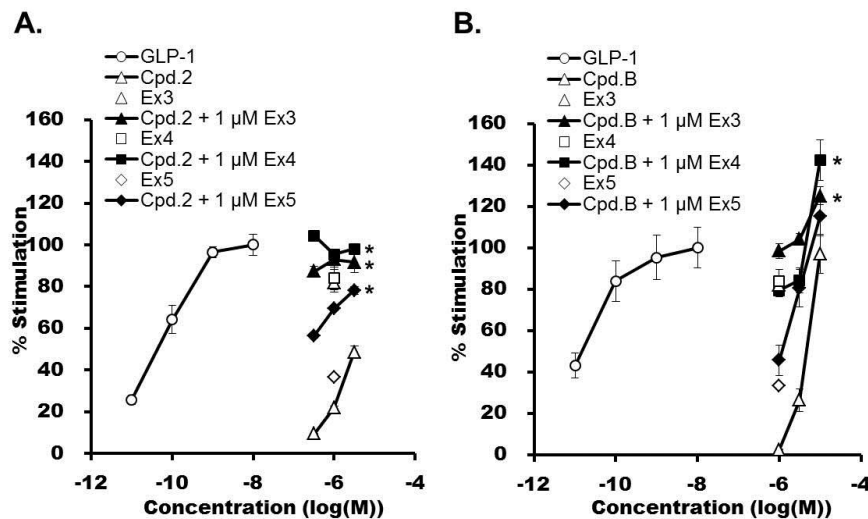 A.
GLP-1
Cpd.2
Ex3
Cpd.2 + 1 µM Ex3
Ex4
Cpd.2 + 1 µM Ex4
Ex5
Cpd.2 + 1 µM Ex5
% Stimulation
160
140
120
100
80
60
40
20
0
*
*
*
-12 -10 -8 -6 -4
Concentration (log(M))
B.
GLP-1
Cpd.B
Ex3
Cpd.B + 1 µM Ex3
Ex4
Cpd.B + 1 µM Ex4
Ex5
Cpd.B + 1 µM Ex5
% Stimulation
160
140
120
100
80
60
40
20
0
*
*
-12 -10 -8 -6 -4
Concentration (log(M))